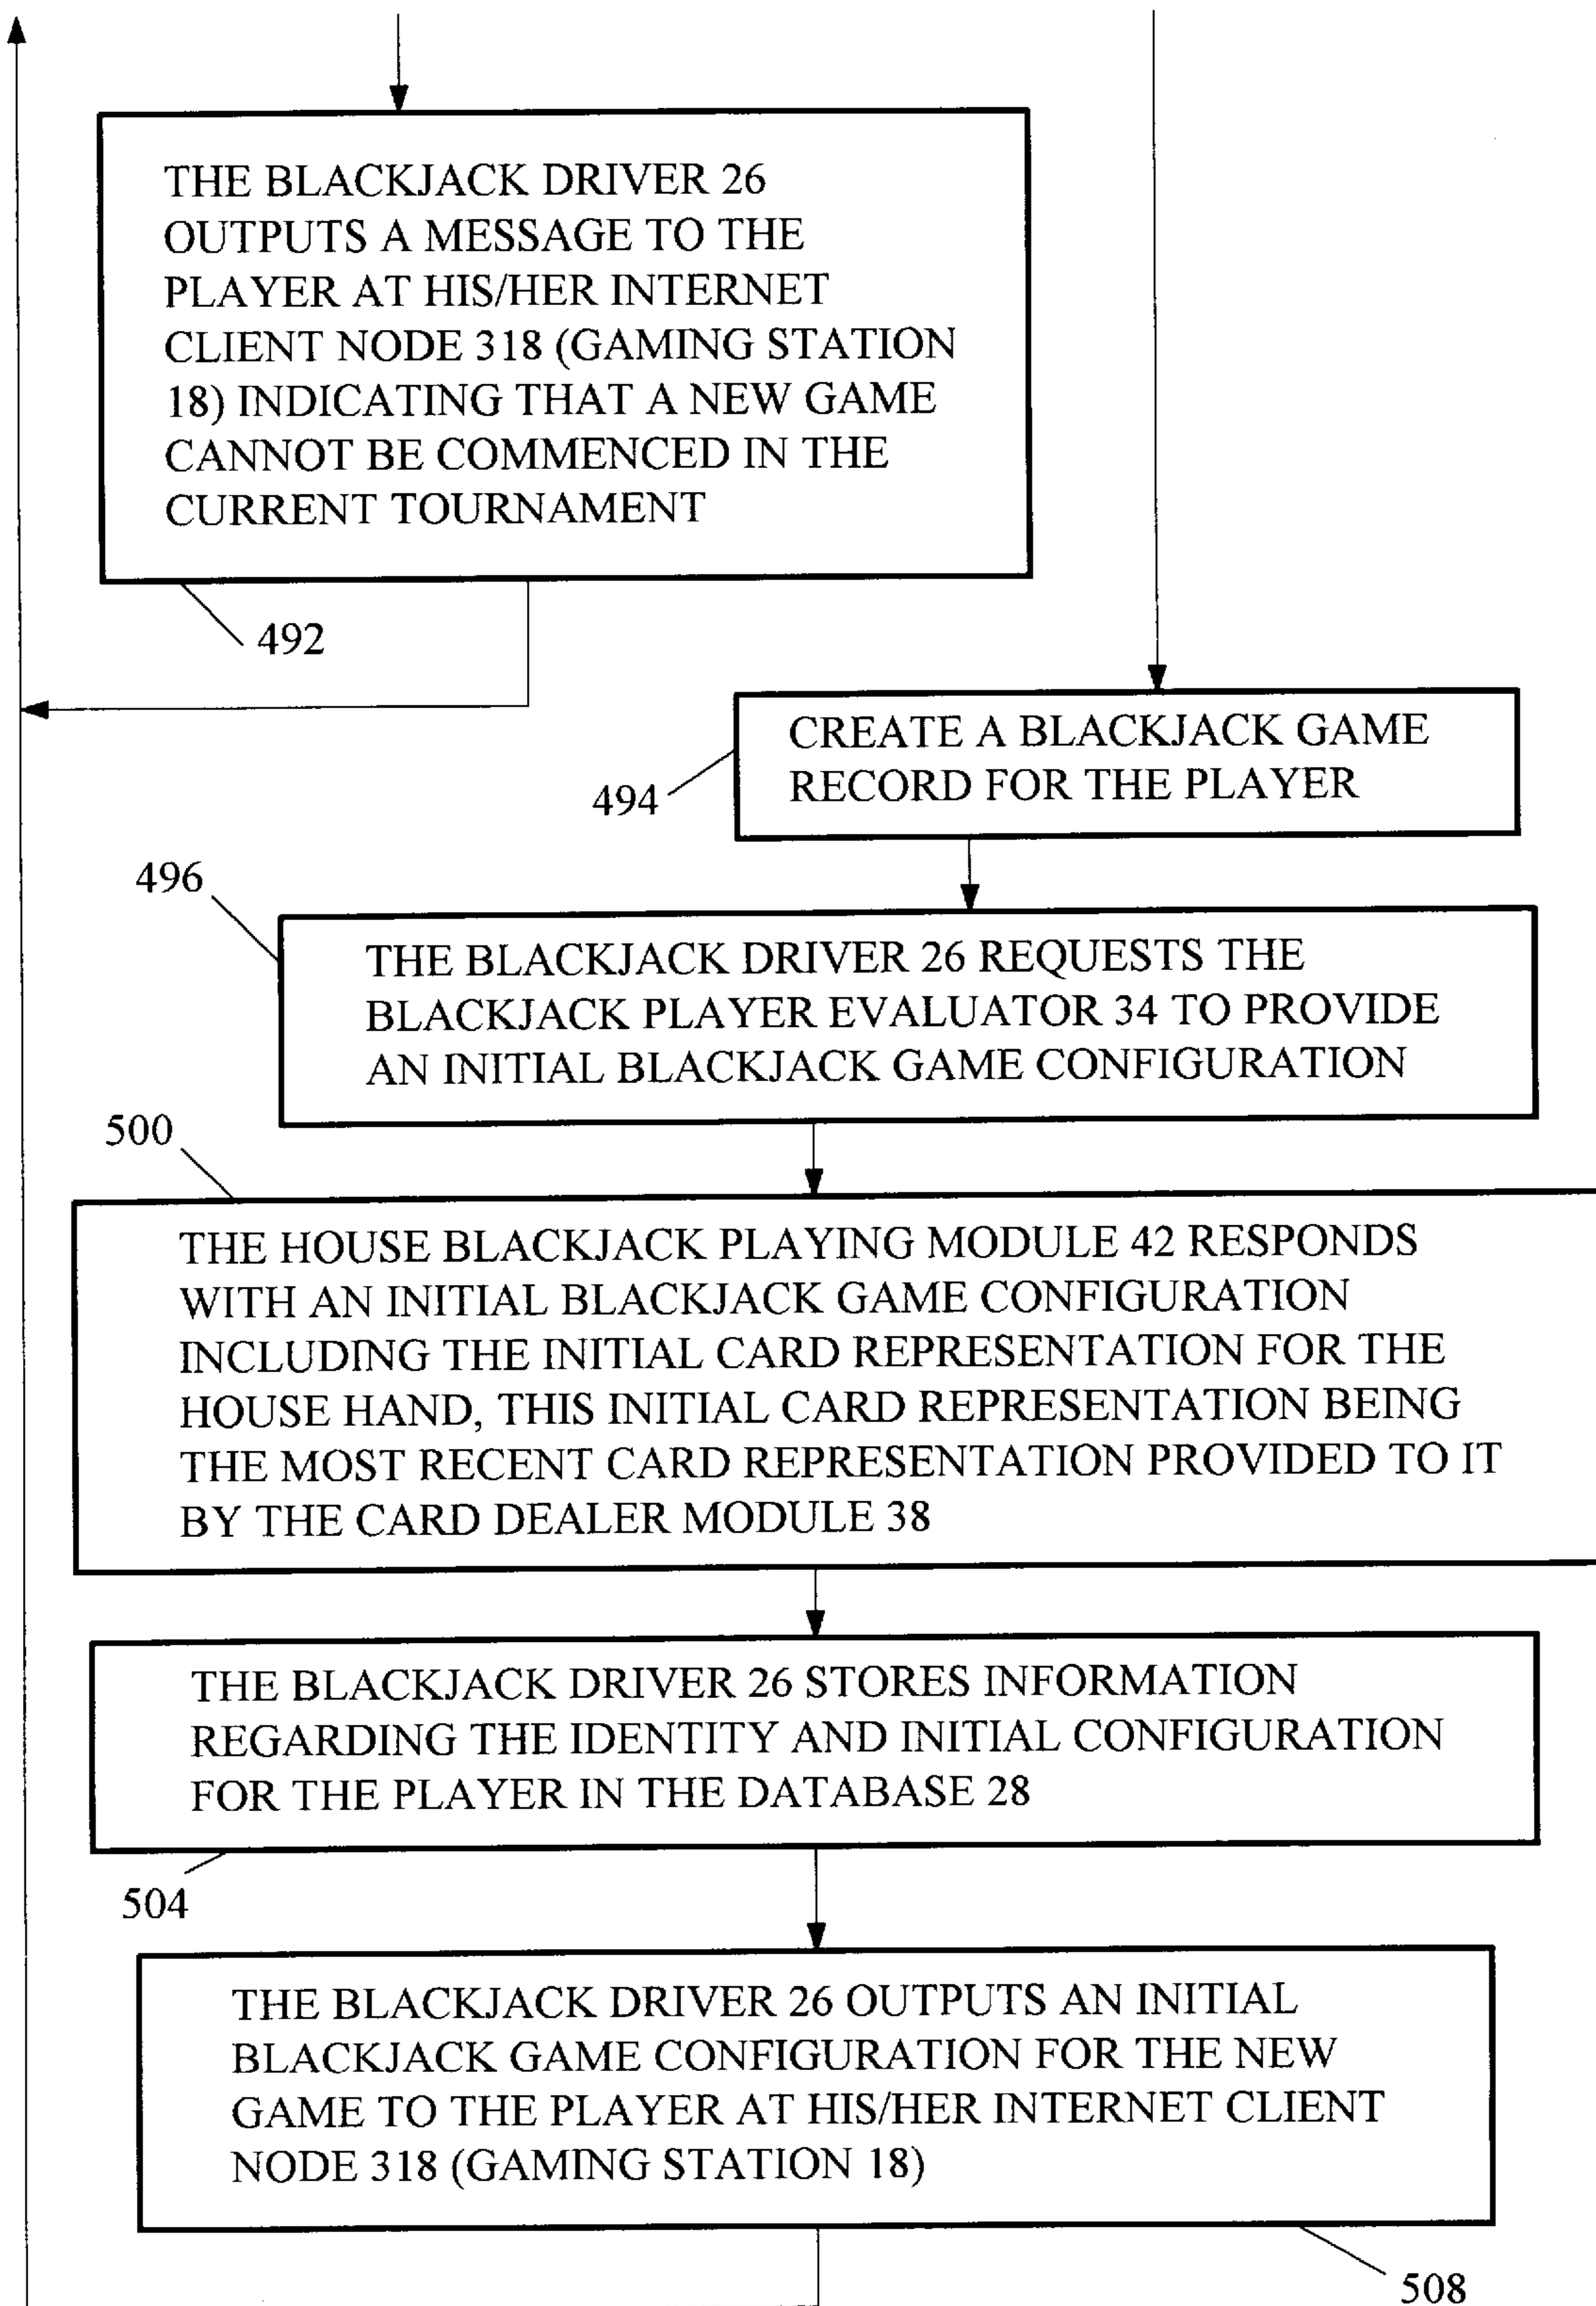 THE BLACKJACK DRIVER 26
OUTPUTS A MESSAGE TO THE
PLAYER AT HIS/HER INTERNET
CLIENT NODE 318 (GAMING STATION
18) INDICATING THAT A NEW GAME
CANNOT BE COMMENCED IN THE
CURRENT TOURNAMENT
492
CREATE A BLACKJACK GAME
RECORD FOR THE PLAYER
494
496
THE BLACKJACK DRIVER 26 REQUESTS THE
BLACKJACK PLAYER EVALUATOR 34 TO PROVIDE
AN INITIAL BLACKJACK GAME CONFIGURATION
500
THE HOUSE BLACKJACK PLAYING MODULE 42 RESPONDS
WITH AN INITIAL BLACKJACK GAME CONFIGURATION
INCLUDING THE INITIAL CARD REPRESENTATION FOR THE
HOUSE HAND, THIS INITIAL CARD REPRESENTATION BEING
THE MOST RECENT CARD REPRESENTATION PROVIDED TO IT
BY THE CARD DEALER MODULE 38
THE BLACKJACK DRIVER 26 STORES INFORMATION
REGARDING THE IDENTITY AND INITIAL CONFIGURATION
FOR THE PLAYER IN THE DATABASE 28
504
THE BLACKJACK DRIVER 26 OUTPUTS AN INITIAL
BLACKJACK GAME CONFIGURATION FOR THE NEW
GAME TO THE PLAYER AT HIS/HER INTERNET CLIENT
NODE 318 (GAMING STATION 18)
508